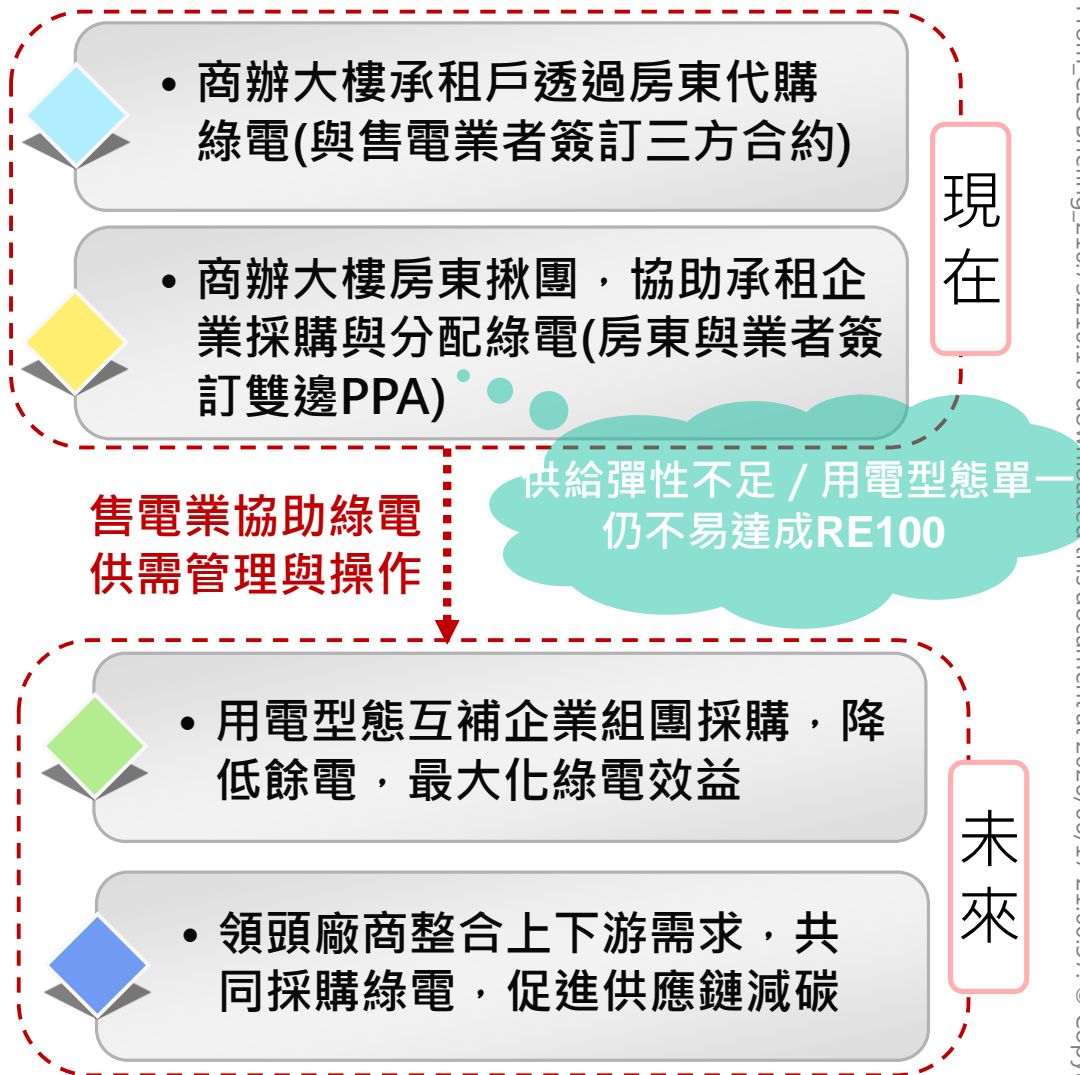 • 商辦大樓承租戶透過房東代購
綠電(與售電業者簽訂三方合約)
現在
• 商辦大樓房東揪團，協助承租企
業採購與分配綠電(房東與業者簽
訂雙邊PPA)
供給彈性不足 / 用電型態單一
仍不易達成RE100
售電業協助綠電
供需管理與操作
• 用電型態互補企業組團採購，降
低餘電，最大化綠電效益
未來
• 領頭廠商整合上下游需求，共
同採購綠電，促進供應鏈減碳